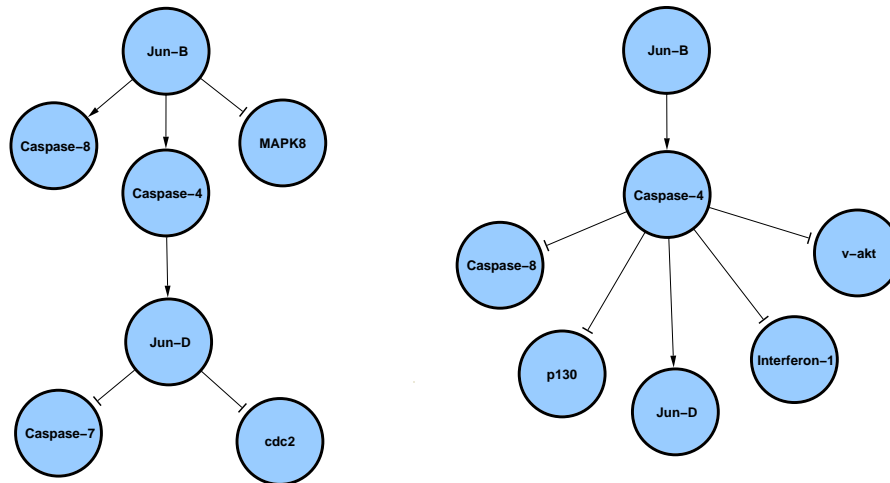 Jun−B
Caspase−8
MAPK8
Caspase−4
Jun−D
Caspase−7
cdc2
Jun−B
Caspase−4
v−akt
Caspase−8
Interferon−1
p130
Jun−D